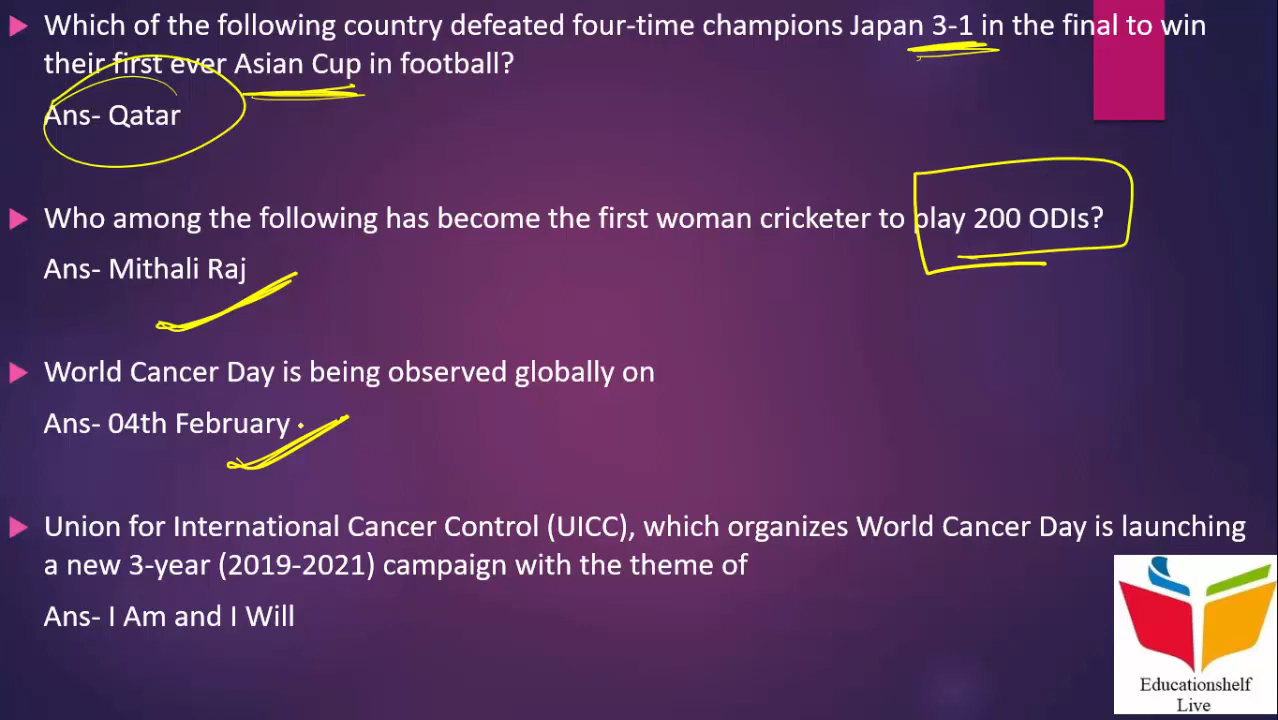 Which of the following country defeated four-time champions Japan 3-1 in the final to win
their first ever Asian Cup in football?
Ans- Qatar
Who among the following has become the first woman cricketer to play 200 ODIs?
Ans- Mithali Raj
World Cancer Day is being observed globally on
Ans- 04th February
Union for International Cancer Control (UICC), which organizes World Cancer Day is launching
a new 3-year (2019-2021) campaign with the theme of
Ans- I Am and I Will
Educationshelf
Live